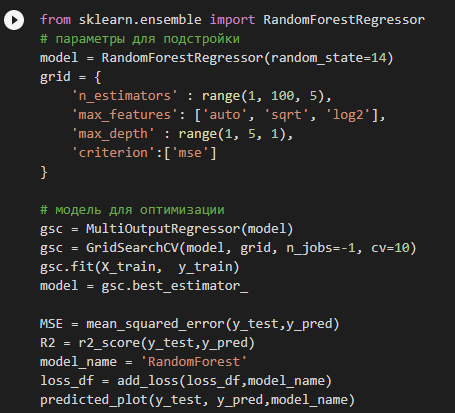 from sklearn.ensemble import RandomForestRegressor
# параметры для подстройки
model = RandomForestRegressor(random_state=14)
grid = {
    'n_estimators' : range(1, 100, 5),
    'max_features': ['auto', 'sqrt', 'log2'],
    'max_depth' : range(1, 5, 1),
    'criterion':['mse']
}

# модель для оптимизации
gsc = MultiOutputRegressor(model)
gsc = GridSearchCV(model, grid, n_jobs=-1, cv=10)
gsc.fit(X_train,  y_train)
model = gsc.best_estimator_

MSE = mean_squared_error(y_test,y_pred)
R2 = r2_score(y_test,y_pred)
model_name = 'RandomForest'
loss_df = add_loss(loss_df,model_name)
predicted_plot(y_test, y_pred,model_name)